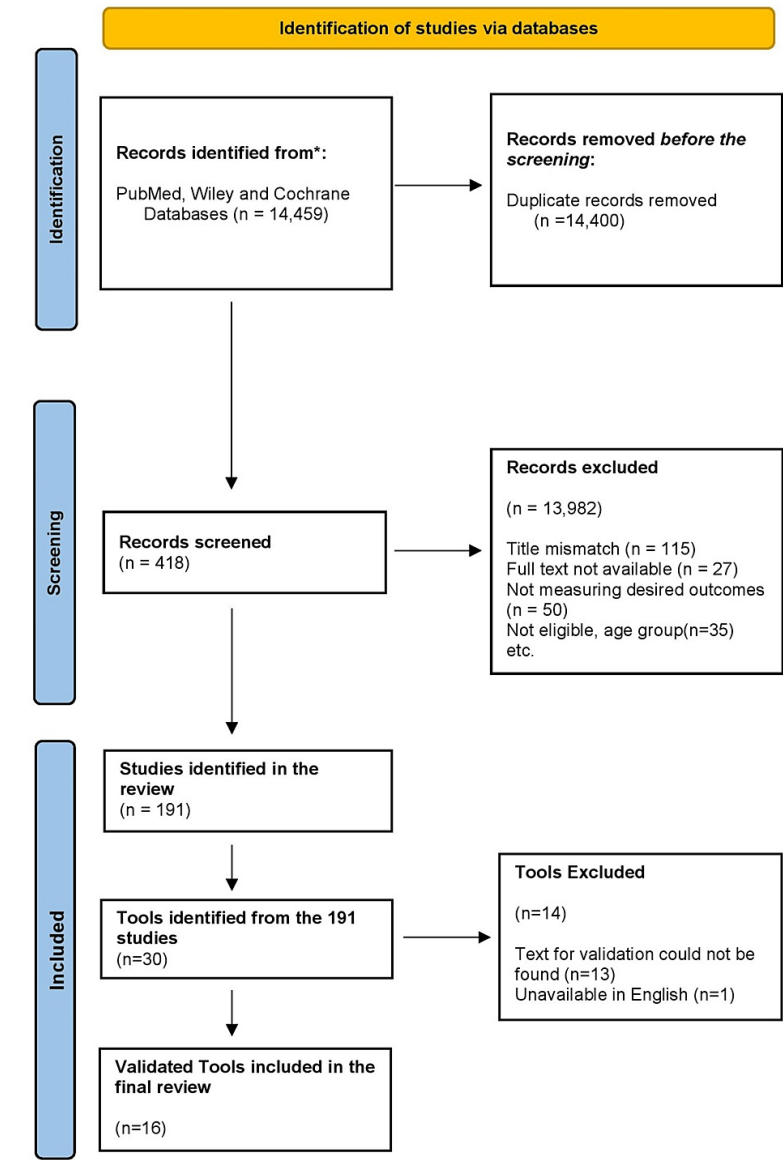 Identification of studies via databases
Identification
Records identified from*:
PubMed, Wiley and Cochrane
Databases (n = 14,459)
Records removed before the
screening:
Duplicate records removed
(n =14,400)
Screening
Records screened
(n = 418)
Records excluded
(n = 13,982)
Title mismatch (n = 115)
Full text not available (n = 27)
Not measuring desired outcomes
(n = 50)
Not eligible, age group(n=35)
etc.
Included
Studies identified in the
review
(n = 191)
Tools identified from the 191
studies
(n=30)
Tools Excluded
(n=14)
Text for validation could not be
found (n=13)
Unavailable in English (n=1)
Validated Tools included in the
final review
(n=16)